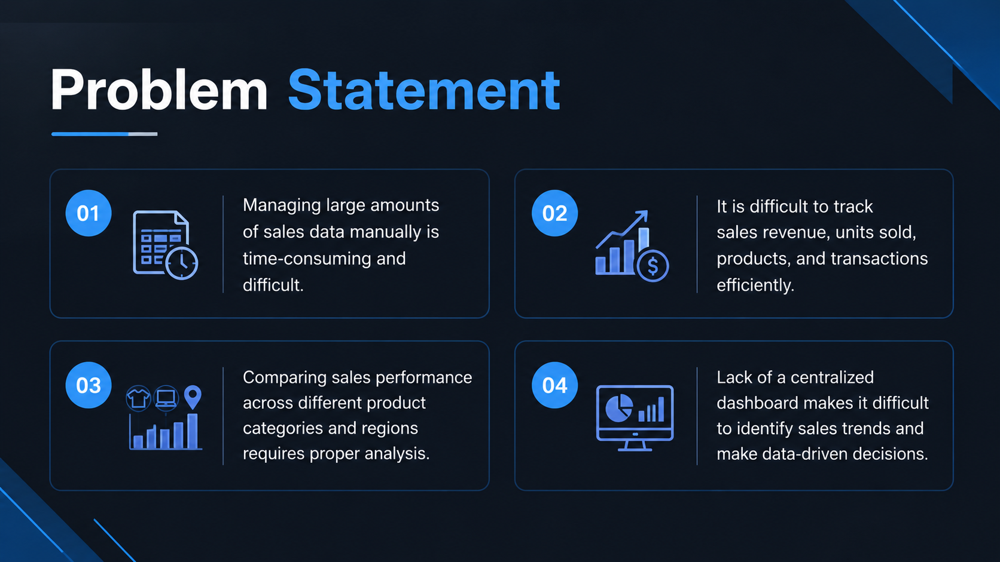 Problem Statement
01
Managing large amounts
of sales data manually is
time-consuming and
difficult.
02
$
It is difficult to track
sales revenue, units sold,
products, and transactions
efficiently.
03
Comparing sales performance
across different product
categories and regions
requires proper analysis.
04
Lack of a centralized
dashboard makes it difficult
to identify sales trends and
make data-driven decisions.